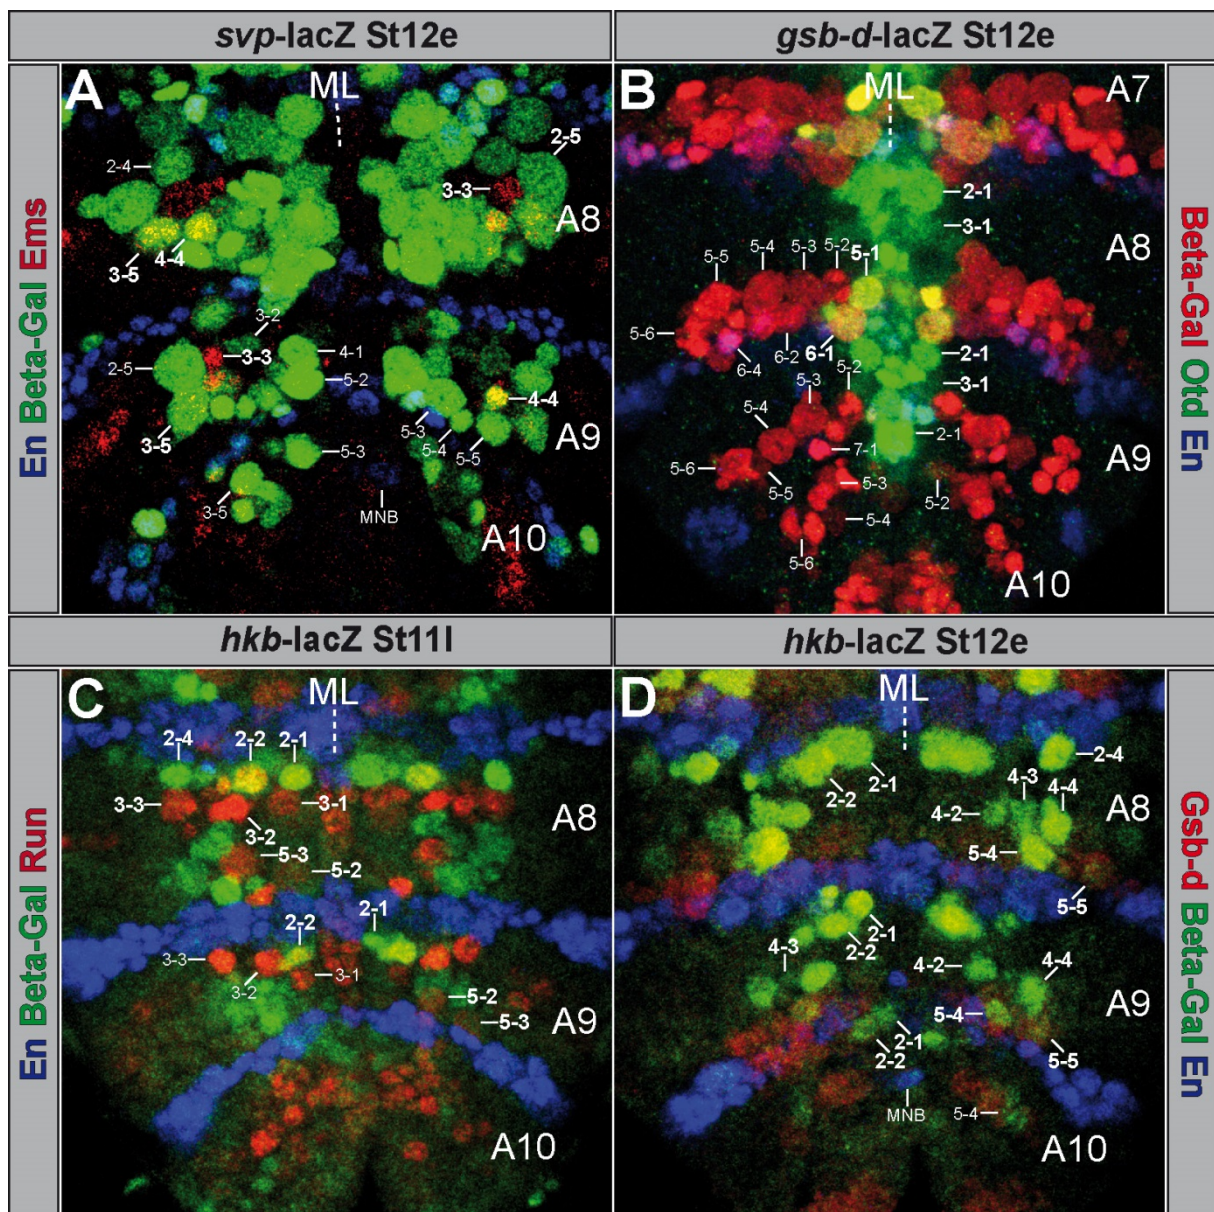 svp-lacZ St12e
gsb-d-lacZ St12e
En Beta-Gal Ems
A
ML
2-5
2-4
3-3
A8
4-4
3-5
3-2
3-3
4-1
2-5
5-2
4-4
3-5
5-3
5-4
5-5
A9
5-3
3-5
MNB
A10
B
ML
A7
2-1
3-1
A8
5-5
5-4
5-3
5-2
5-1
5-6
6-4
6-2
6-1
2-1
5-3
5-2
3-1
5-4
2-1
7-1
A9
5-6
5-5
5-3
5-2
5-4
5-6
A10
Beta-Gal Otd En
hkb-lacZ St11l
hkb-lacZ St12e
En Beta-Gal Run
C
ML
2-4
2-2
2-1
3-3
3-1
A8
3-2
5-3
5-2
2-2
2-1
3-3
3-2
3-1
5-2
5-3
A9
A10
D
ML
2-4
2-1
2-2
4-3
4-4
4-2
A8
5-4
5-5
2-1
2-2
4-3
4-2
4-4
5-4
A9
2-1
2-2
5-5
MNB
5-4
A10
Gsb-d Beta-Gal En